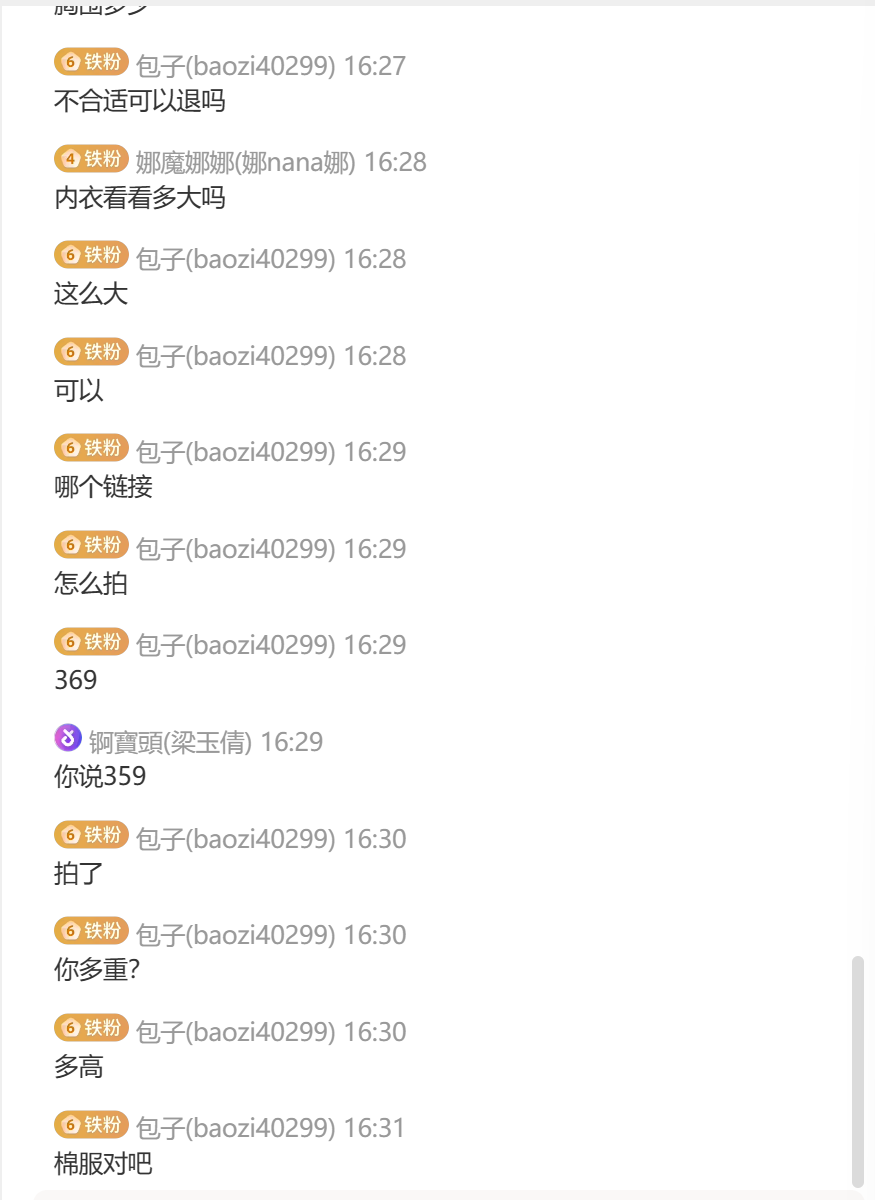 胸围多少
6 铁粉 包子(baozi40299) 16:27
不合适可以退吗
4 铁粉 娜魔娜娜(娜nana娜) 16:28
内衣看看多大吗
6 铁粉 包子(baozi40299) 16:28
这么大
6 铁粉 包子(baozi40299) 16:28
可以
6 铁粉 包子(baozi40299) 16:29
哪个链接
6 铁粉 包子(baozi40299) 16:29
怎么拍
6 铁粉 包子(baozi40299) 16:29
369
锕寶頭(梁玉倩) 16:29
你说359
6 铁粉 包子(baozi40299) 16:30
拍了
6 铁粉 包子(baozi40299) 16:30
你多重?
6 铁粉 包子(baozi40299) 16:30
多高
6 铁粉 包子(baozi40299) 16:31
棉服对吧